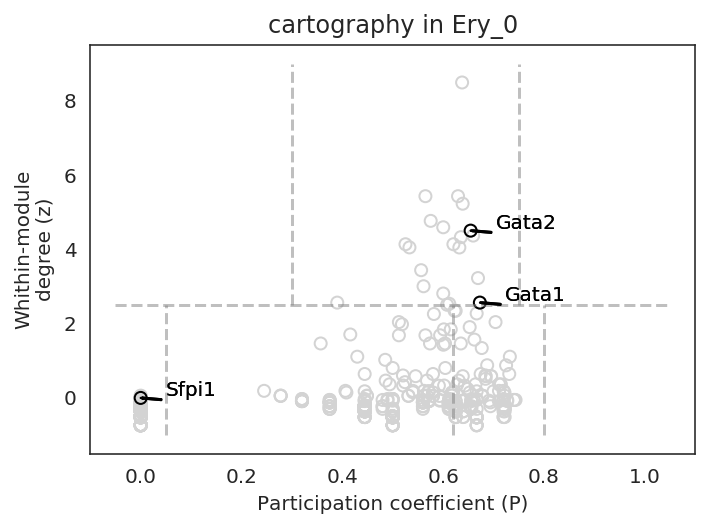 cartography in Ery_0
Whithin-module
degree (z)
8
6
4
2
0
Gata2
Gata1
Sfpi1
0.0 0.2 0.4 0.6 0.8 1.0
Participation coefficient (P)